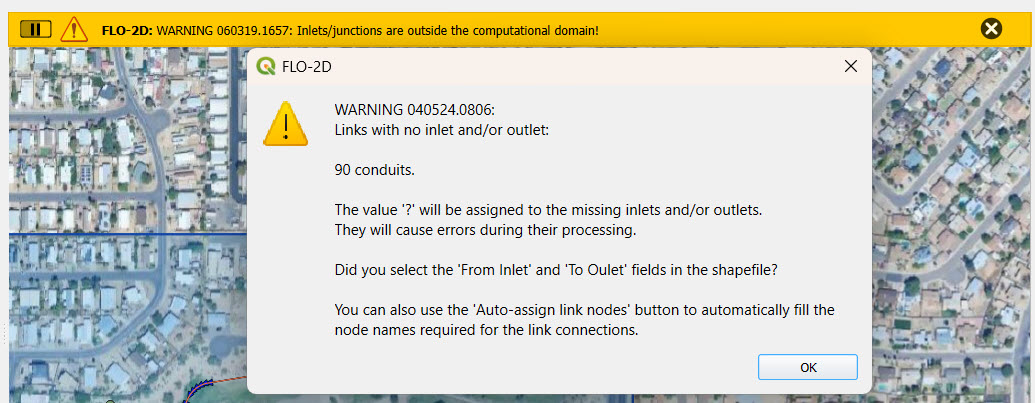 FLO-2D: WARNING 060319.1657: Inlets/junctions are outside the computational domain!
FLO-2D
WARNING 040524.0806:
Links with no inlet and/or outlet:
90 conduits.
The value '?' will be assigned to the missing inlets and/or outlets.
They will cause errors during their processing.
Did you select the 'From Inlet' and 'To Oulet' fields in the shapefile?
You can also use the 'Auto-assign link nodes' button to automatically fill the
node names required for the link connections.
OK